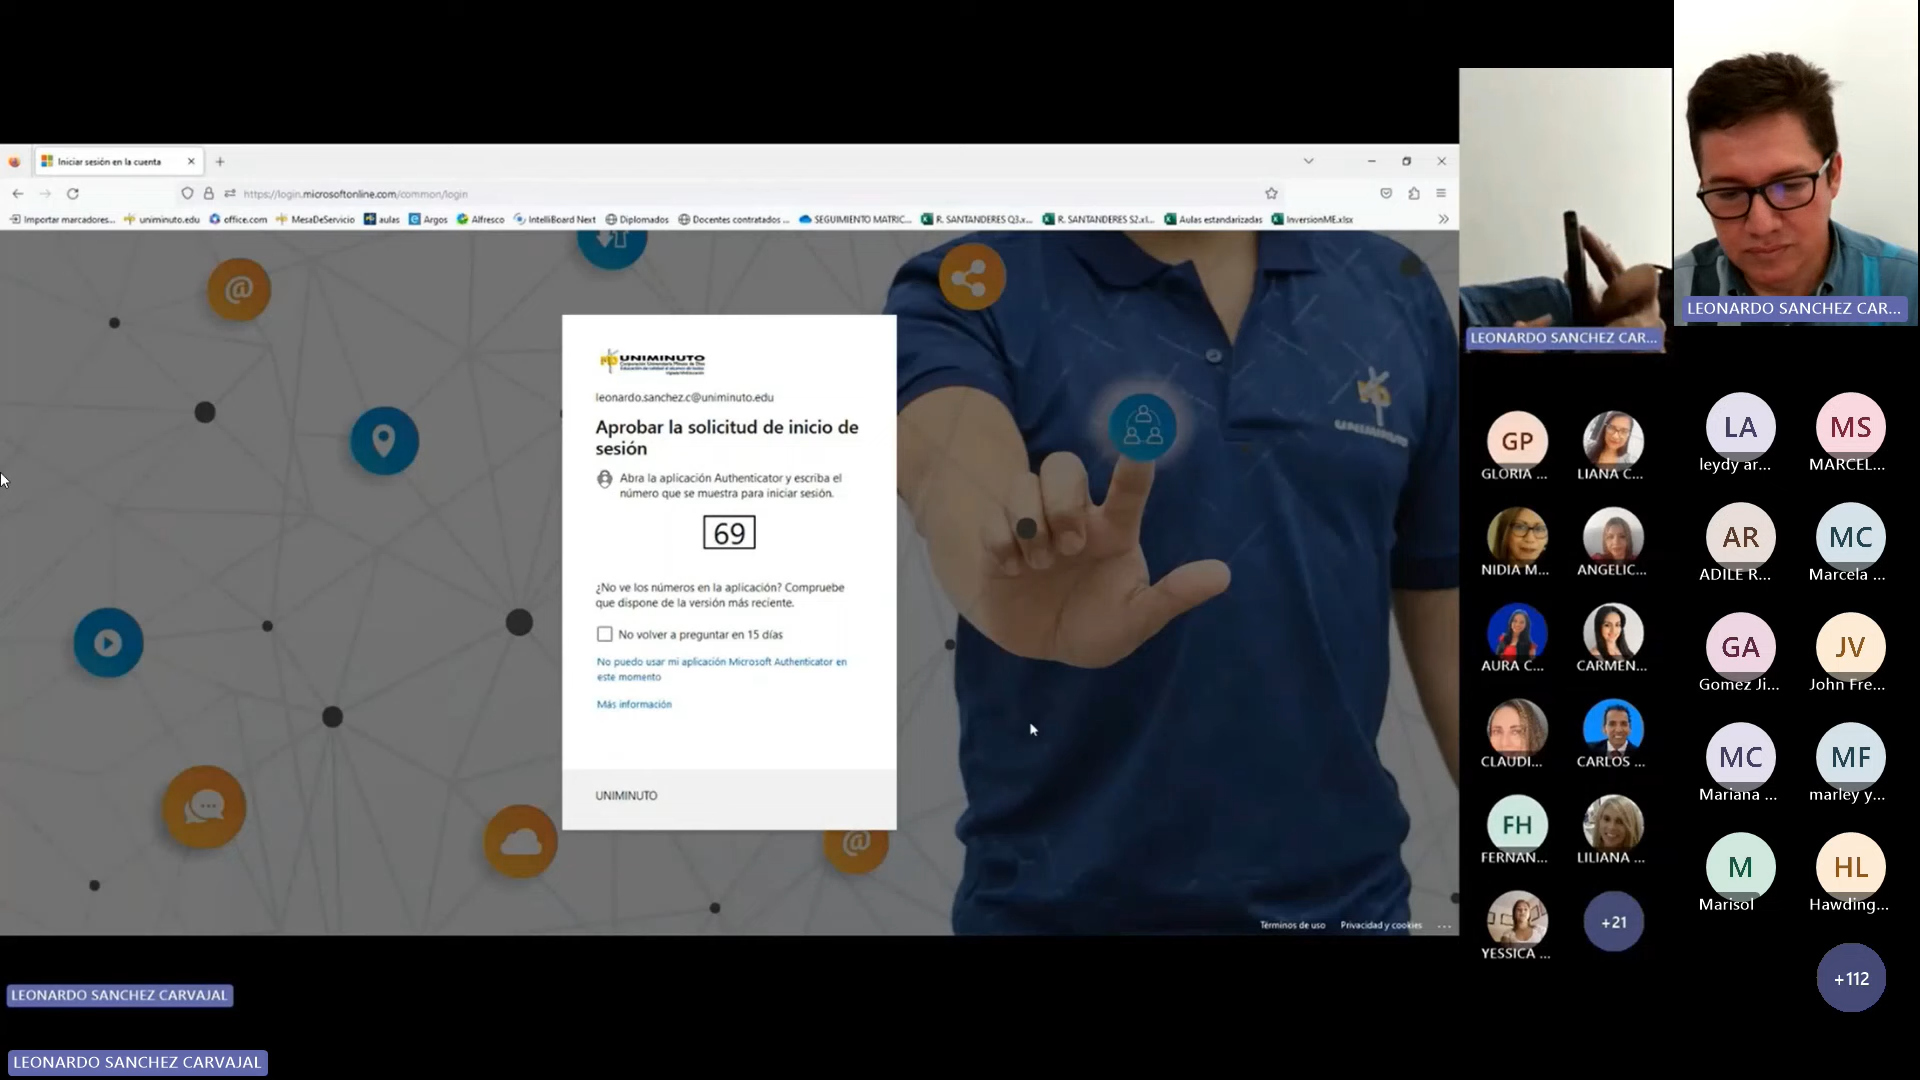 Iniciar sesión en la cuenta
https://login.microsoftonline.com/common/login
Importar marcadores... uniminuto.edu office.com MesaDeServicio aulas Argos Alfresco IntelliBoard Next Diplomados Docentes contratados ... SEGUIMIENTO MATRIC... R. SANTANDERES Q3.x... R. SANTANDERES S2.xl... Aulas estandarizadas InversionME.xlsx
UNIMINUTO
Corporación Universitaria Minuto de Dios
leonardo.sanchez.c@uniminuto.edu
Aprobar la solicitud de inicio de
sesión
Abra la aplicación Authenticator y escriba el
número que se muestra para iniciar sesión.
69
¿No ve los números en la aplicación? Compruebe
que dispone de la versión más reciente.
No volver a preguntar en 15 días
No puedo usar mi aplicación Microsoft Authenticator en
este momento
Más información
UNIMINUTO
UNIMINUTO
Términos de uso Privacidad y cookies ...
LEONARDO SANCHEZ CAR...
LEONARDO SANCHEZ CAR...
GP
GLORIA ...
LIANA C...
LA
leydy ar...
MS
MARCEL...
NIDIA M...
ANGELIC...
AR
ADILE R...
MC
Marcela ...
AURA C...
CARMEN...
GA
Gomez Ji...
JV
John Fre...
CLAUDI...
CARLOS ...
MC
Mariana ...
MF
marley y...
FH
FERNAN...
LILIANA ...
M
Marisol
HL
Hawding...
YESSICA ...
+21
+112
LEONARDO SANCHEZ CARVAJAL
LEONARDO SANCHEZ CARVAJAL